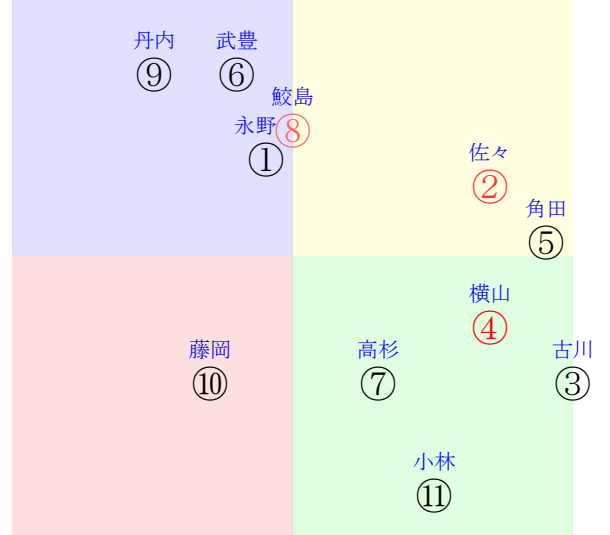 丹内 武豊
⑨ ⑥
鮫島
⑧
永野
①
佐々
②
角田
⑤
横山
④
藤岡 高杉 古川
⑩ ⑦ ③
小林
⑪